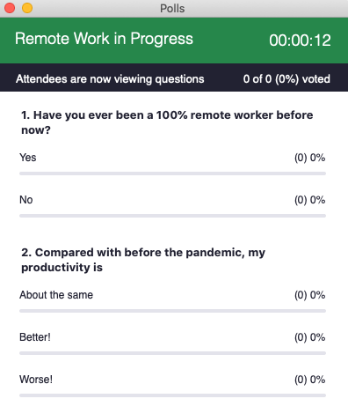 Polls
Remote Work in Progress 00:00:12
Attendees are now viewing questions 0 of 0 (0%) voted
1. Have you ever been a 100% remote worker before
now?
Yes (0) 0%
No (0) 0%
2. Compared with before the pandemic, my
productivity is
About the same (0) 0%
Better! (0) 0%
Worse! (0) 0%